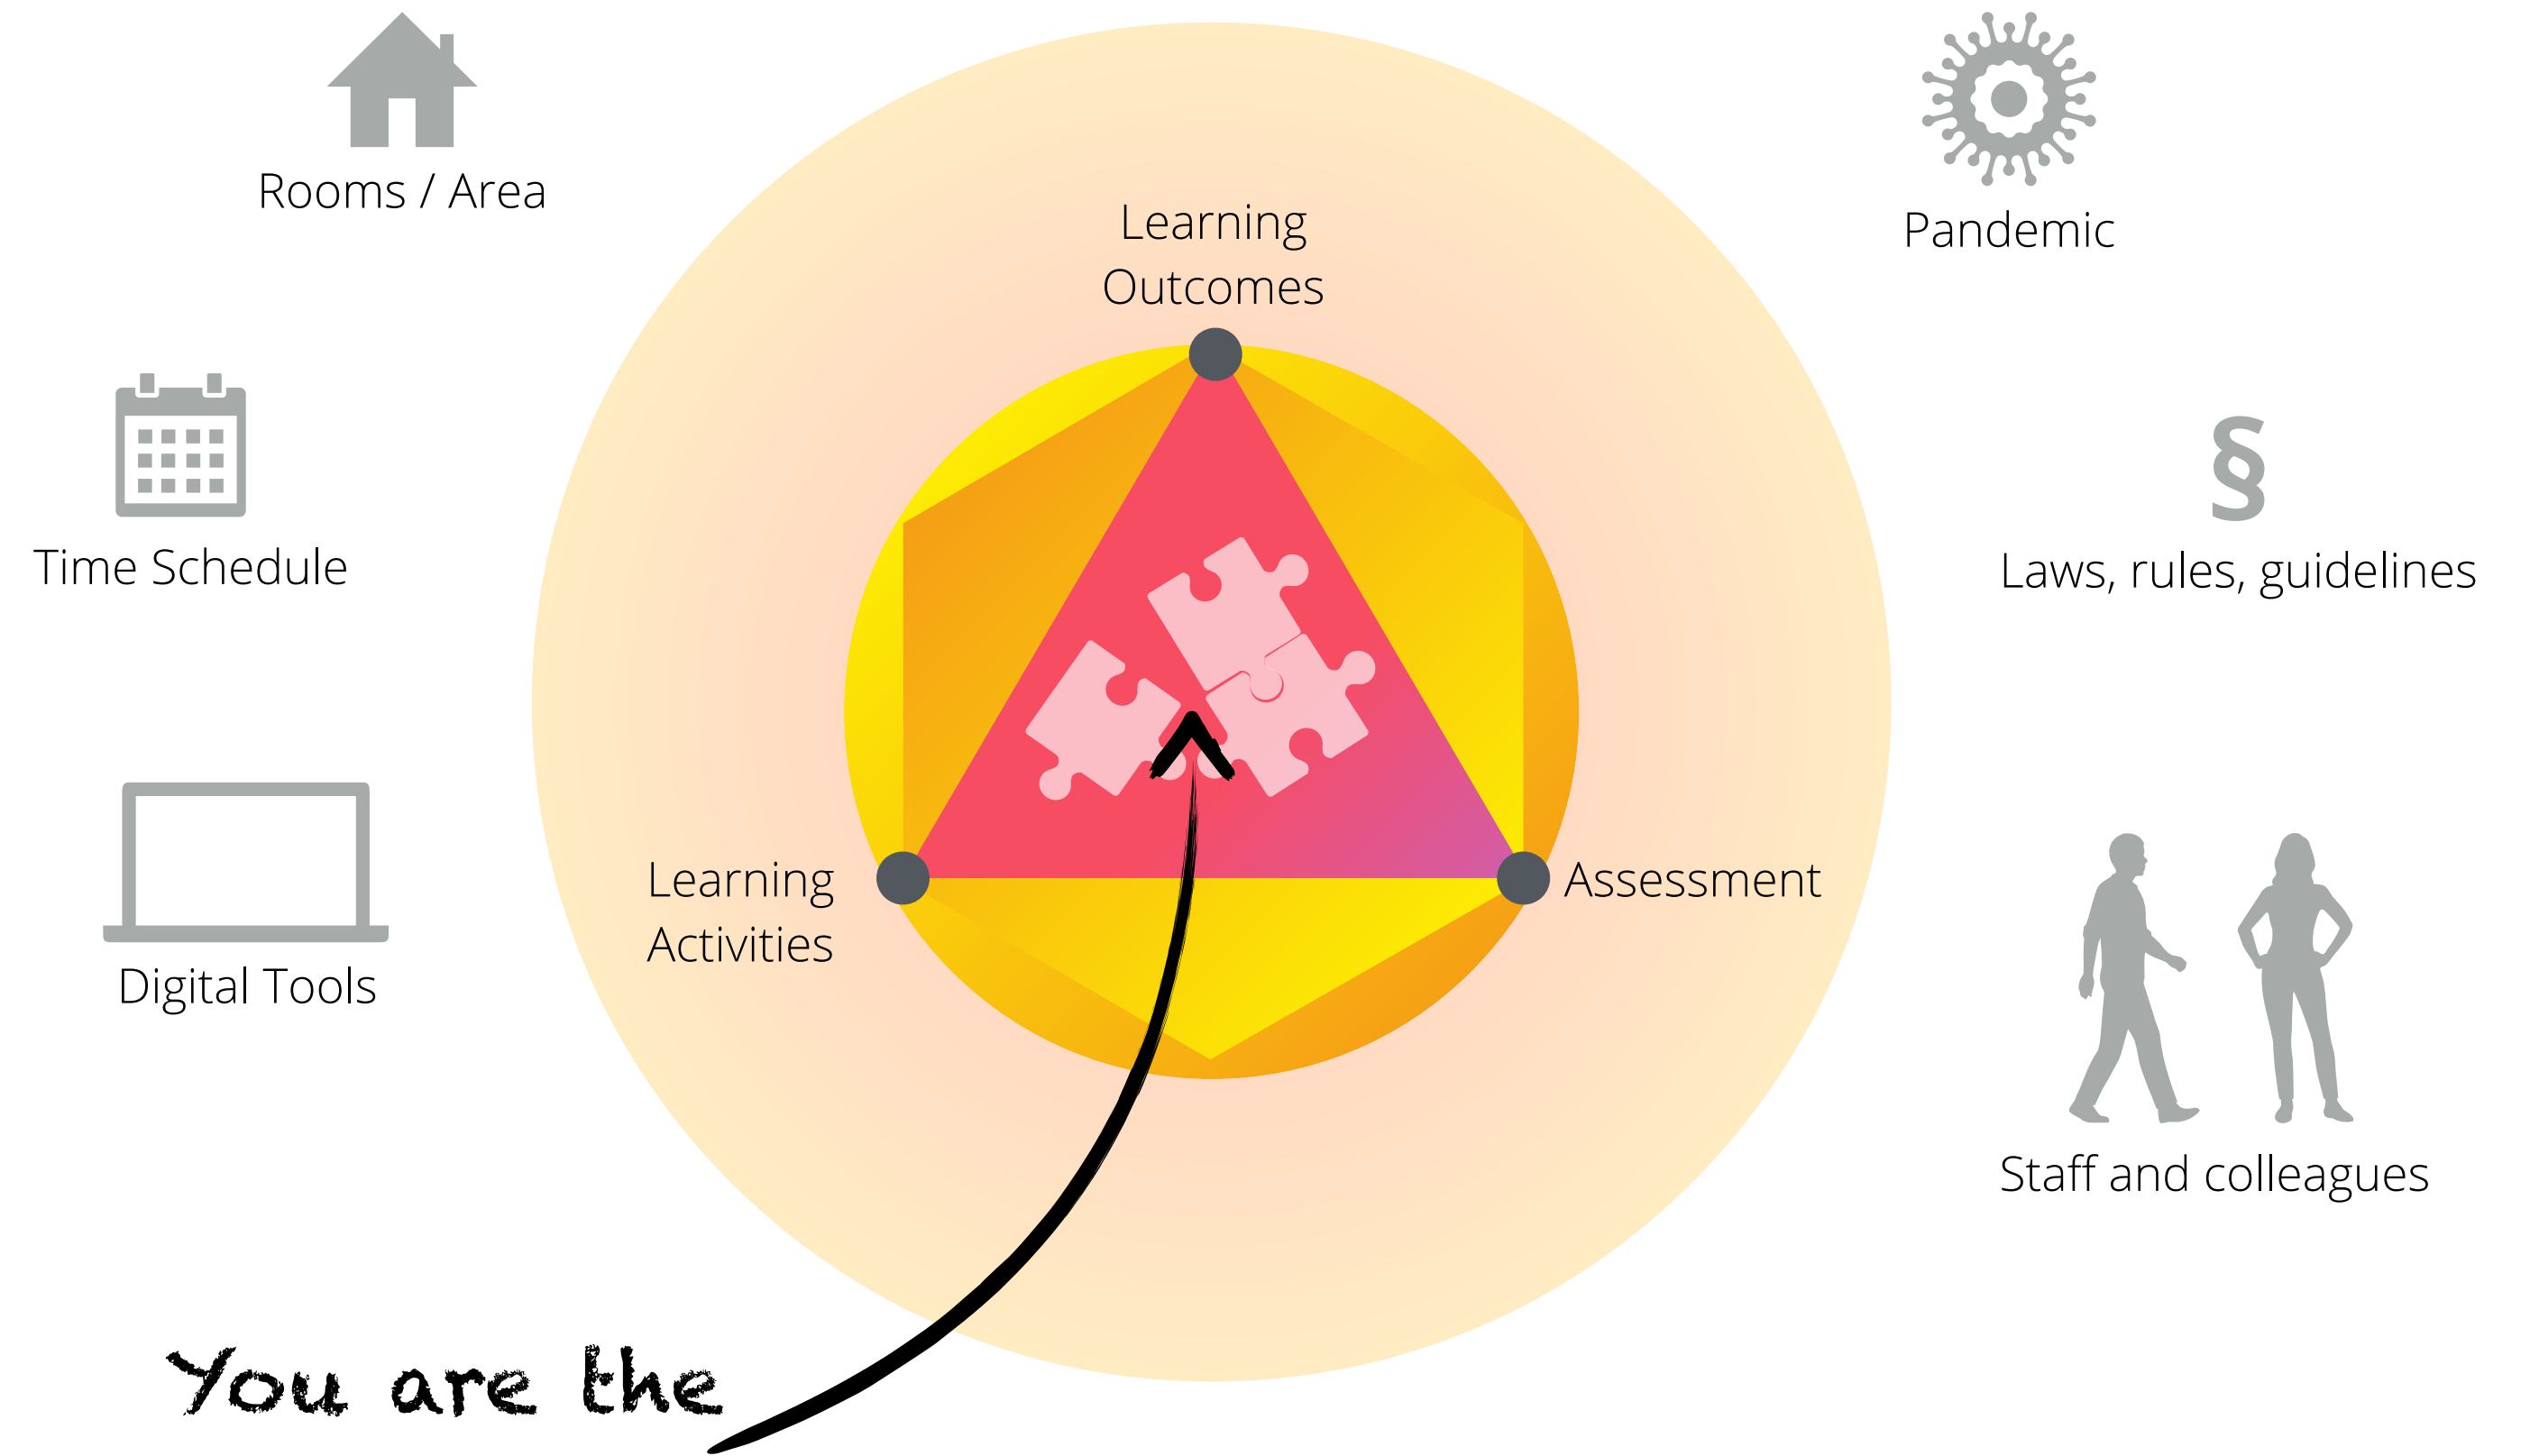 Rooms / Area
Pandemic
Learning
Outcomes
Time Schedule
§
Laws, rules, guidelines
Learning
Activities
Assessment
Digital Tools
Staff and colleagues
You are the